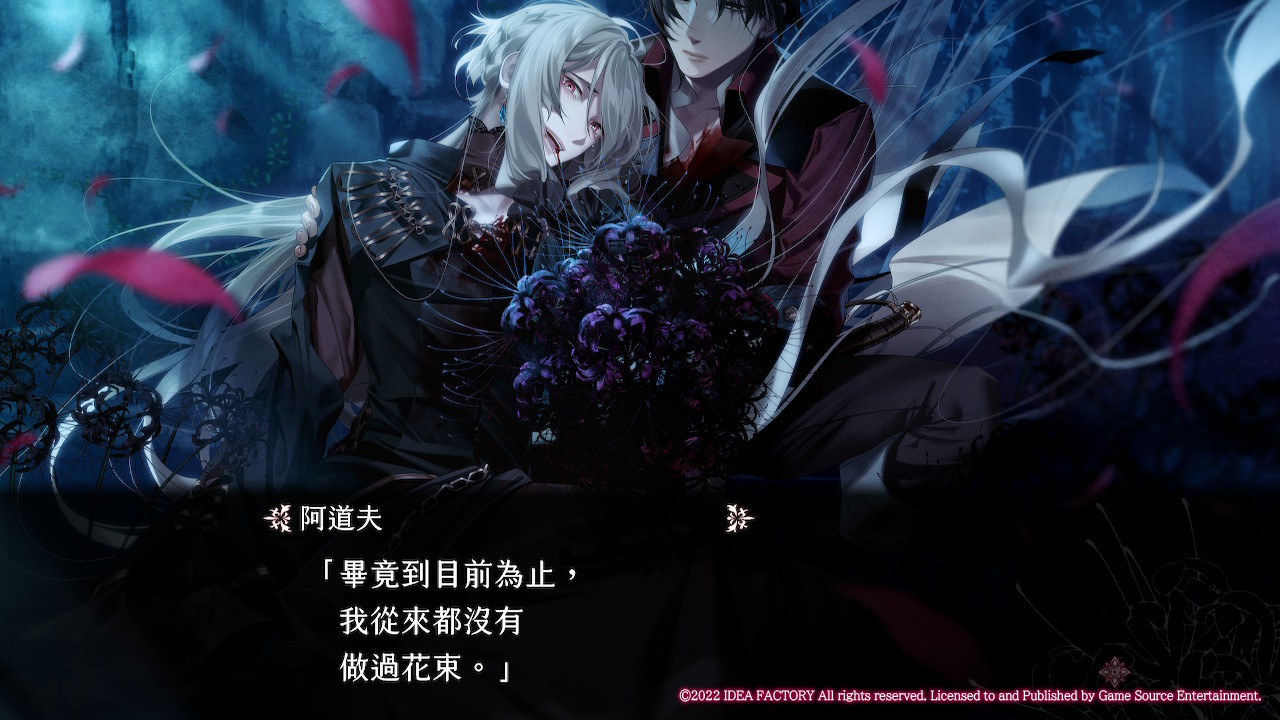 阿道夫
「畢竟到目前為止，
我從來都沒有
做過花束。」
©2022 IDEA FACTORY All rights reserved. Licensed to and Published by Game Source Entertainment.